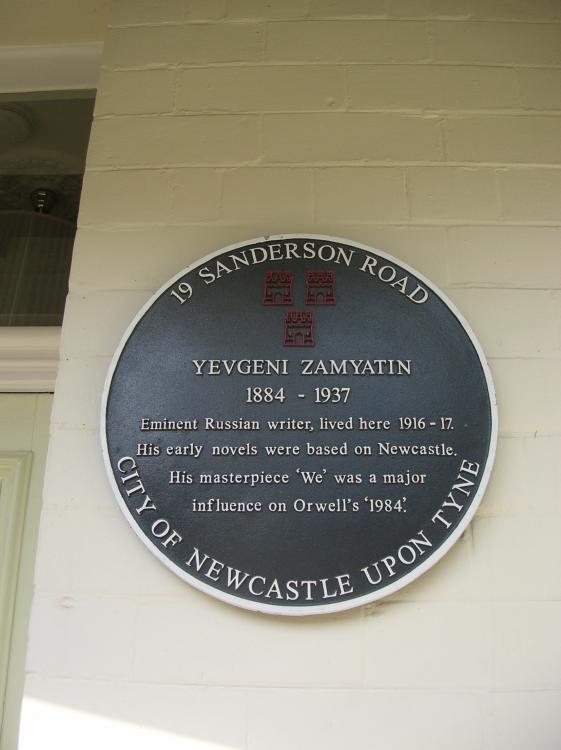 19 SANDERSON ROAD
YEVGENI ZAMYATIN
1884 - 1937
Eminent Russian writer, lived here 1916 - 17.
His early novels were based on Newcastle.
His masterpiece 'We' was a major
influence on Orwell's '1984'.
CITY OF NEWCASTLE UPON TYNE